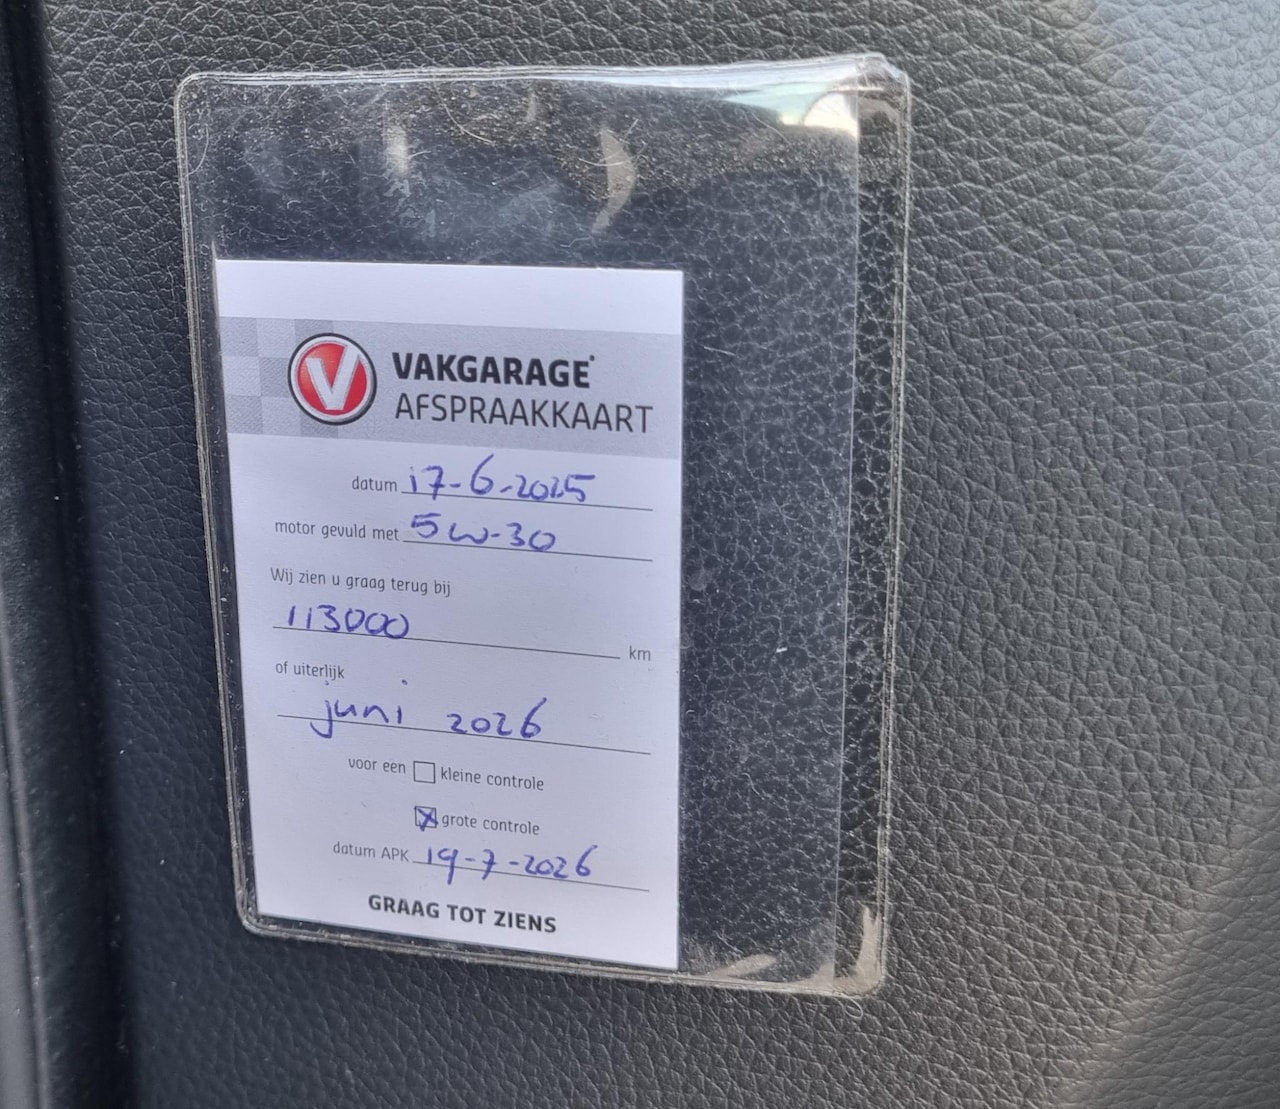 V VAKGARAGE
AFSPRAAKKAART
datum 17-6-2025
motor gevuld met 5w-30
Wij zien u graag terug bij
113000 km
of uiterlijk
juni 2026
voor een kleine controle
grote controle
datum APK 19-7-2026
GRAAG TOT ZIENS